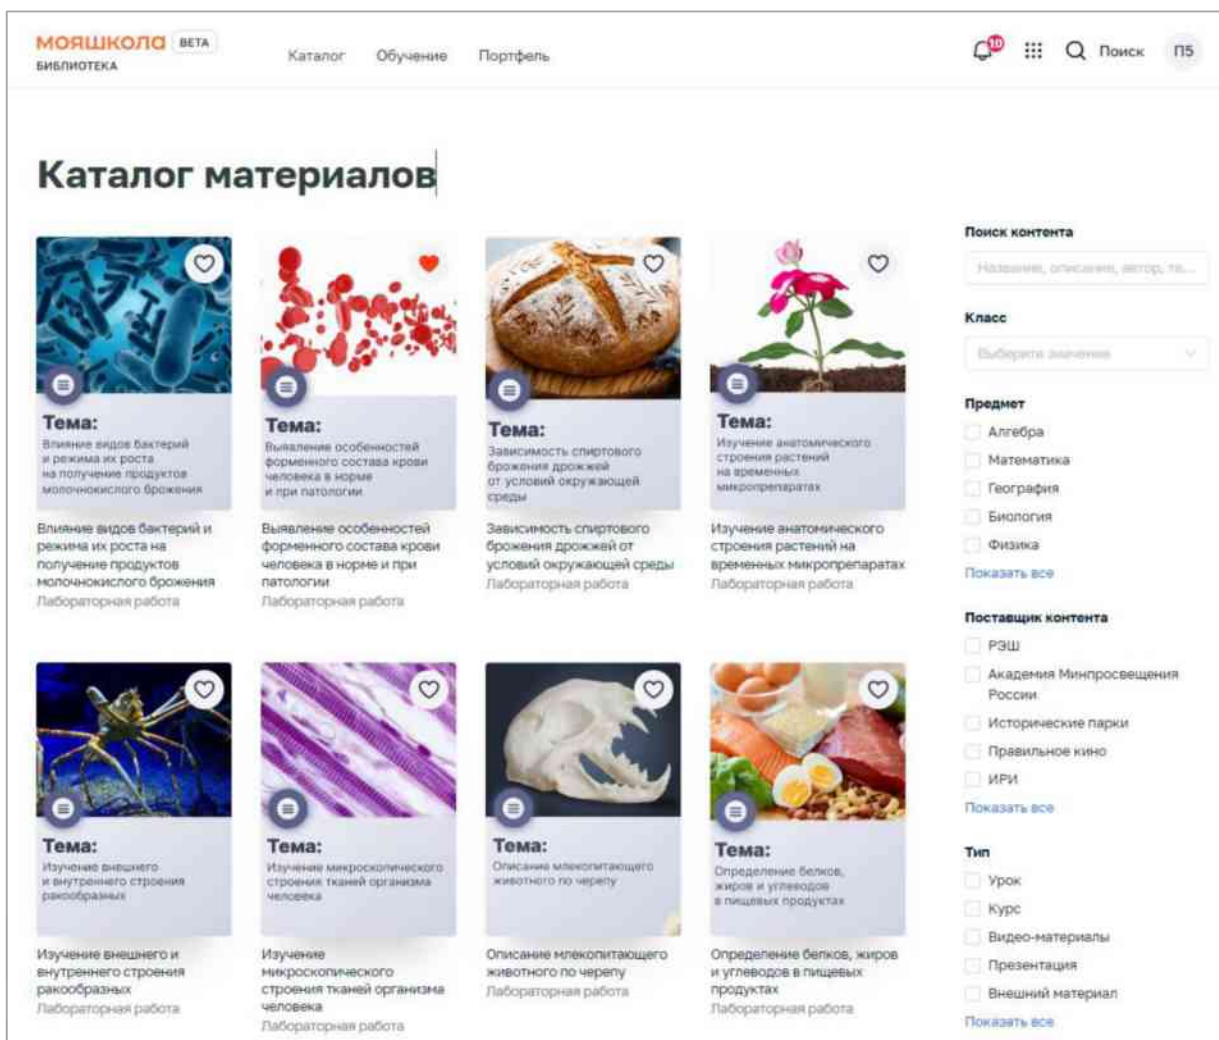 МОЯШКОЛА BETA
БИБЛИОТЕКА
Каталог Обучение Портфель
10
Поиск П5
Каталог материалов
Тема:
Влияние видов бактерий
и режима их роста
на получение продуктов
молочнокислого брожения
Влияние видов бактерий и
режима их роста на
получение продуктов
молочнокислого брожения
Лабораторная работа
Тема:
Выявление особенностей
форменного состава крови
человека в норме
и при патологии
Выявление особенностей
форменного состава крови
человека в норме и при
патологии
Лабораторная работа
Тема:
Зависимость спиртового
брожения дрожжей
от условий окружающей
среды
Зависимость спиртового
брожения дрожжей от
условий окружающей среды
Лабораторная работа
Тема:
Изучение анатомического
строения растений
на временных
микропрепаратах
Изучение анатомического
строения растений на
временных микропрепаратах
Лабораторная работа
Тема:
Изучение внешнего
и внутреннего строения
ракообразных
Изучение внешнего и
внутреннего строения
ракообразных
Лабораторная работа
Тема:
Изучение микроскопического
строения тканей организма
человека
Изучение
микроскопического
строения тканей организма
человека
Лабораторная работа
Тема:
Описание млекопитающего
животного по черепу
Описание млекопитающего
животного по черепу
Лабораторная работа
Тема:
Определение белков,
жиров и углеводов
в пищевых продуктах
Определение белков, жиров
и углеводов в пищевых
продуктах
Лабораторная работа
Поиск контента
Название, описание, автор, те...
Класс
Выберите значение
Предмет
Алгебра
Математика
География
Биология
Физика
Показать все
Поставщик контента
РЭШ
Академия Минпросвещения
России
Исторические парки
Правильное кино
ИРИ
Показать все
Тип
Урок
Курс
Видео-материалы
Презентация
Внешний материал
Показать все